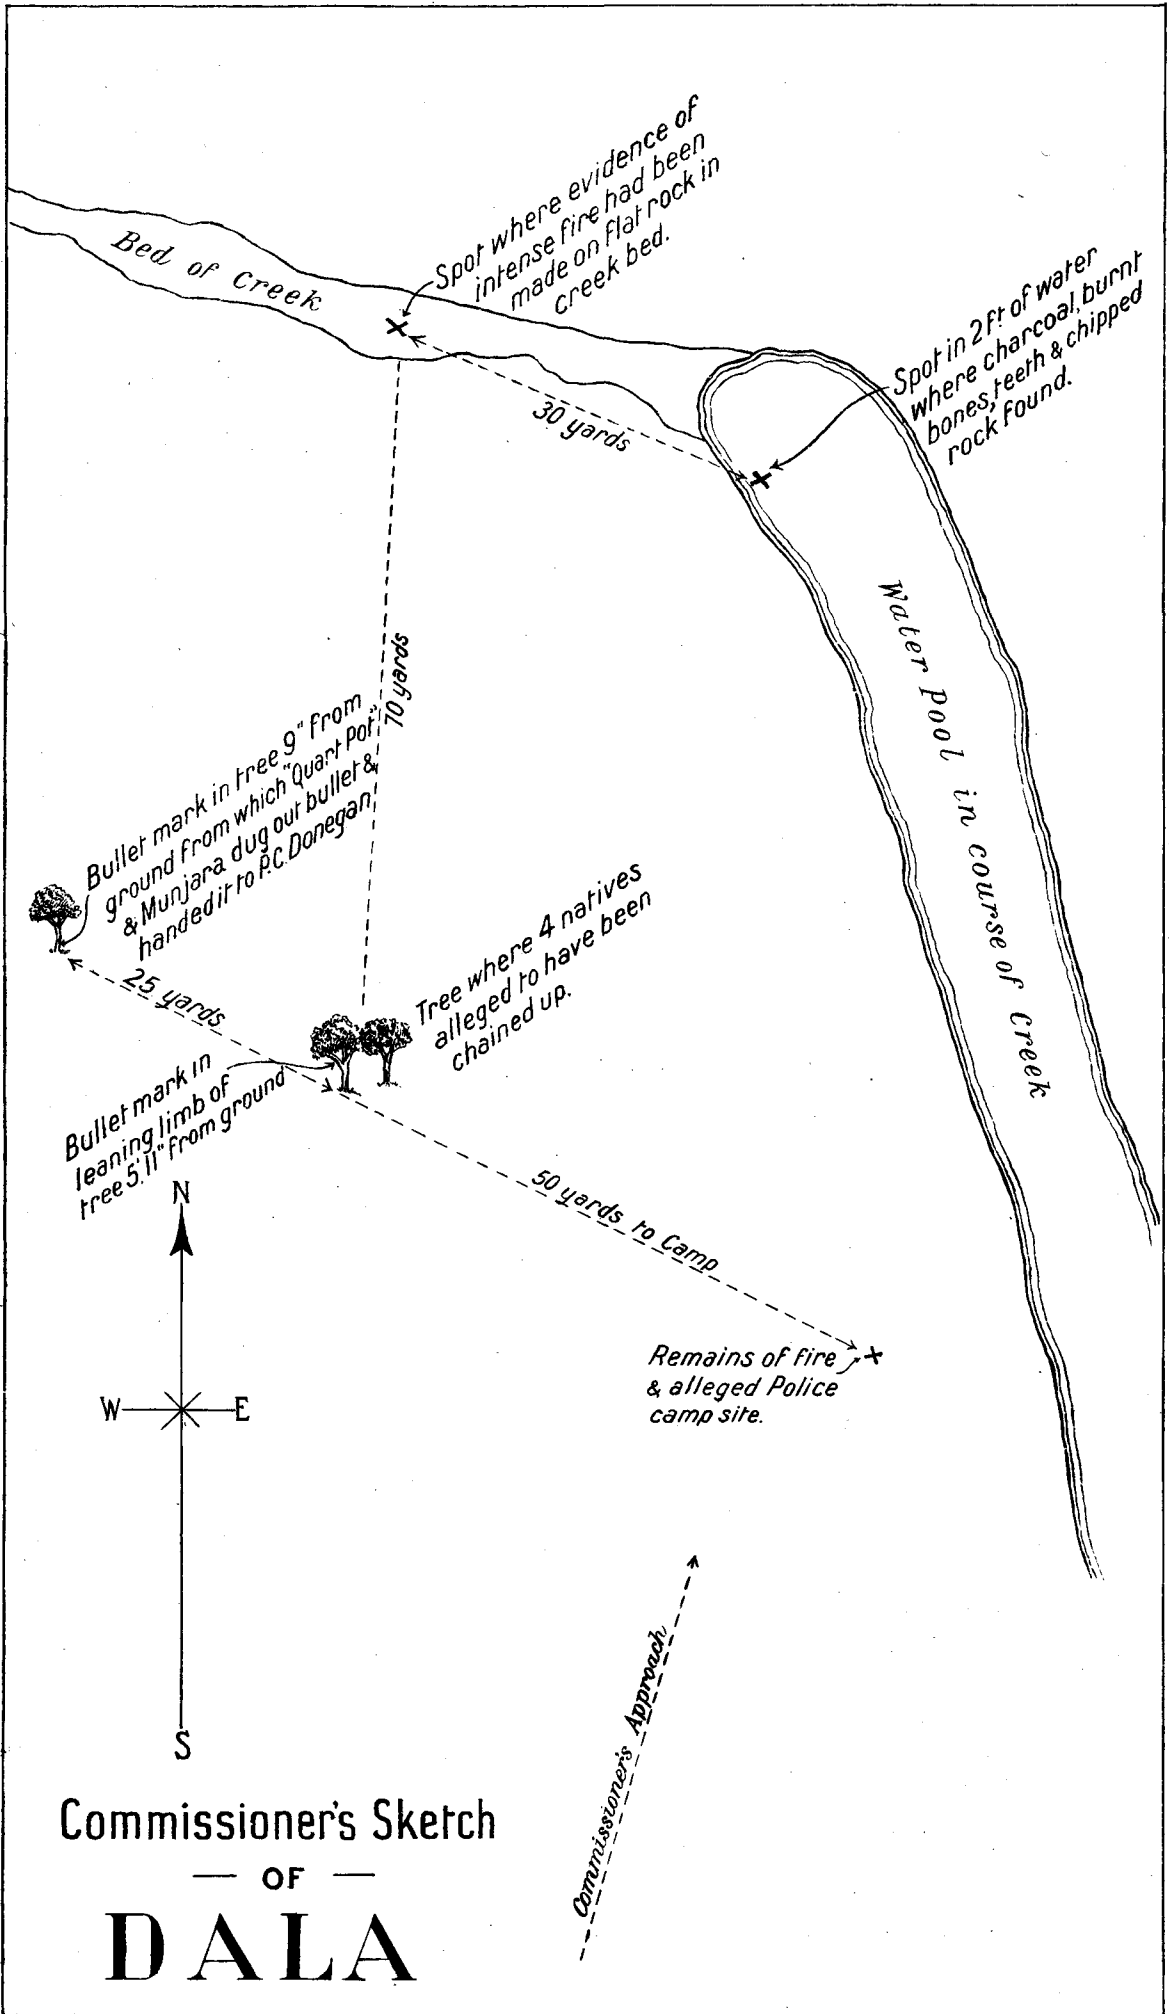 Spot where evidence of
intense fire had been
made on flat rock in
creek bed.
Bed of Creek
Spot in 2 ft of water
where charcoal, burnt
bones, teeth & chipped
rock found.
30 yards
Water Pool in course of Creek
70 yards
Bullet mark in tree 9" from
ground from which "Quart Pot"
& Munjara dug out bullet &
handed it to P.C. Donegan
25 yards
Tree where 4 natives
alleged to have been
chained up.
Bullet mark in
leaning limb of
tree 5'.11" from ground
50 yards to Camp
Remains of fire
& alleged Police
camp site.
N
W E
S
Commissioner's Approach
Commissioner's Sketch
— OF —
DALA